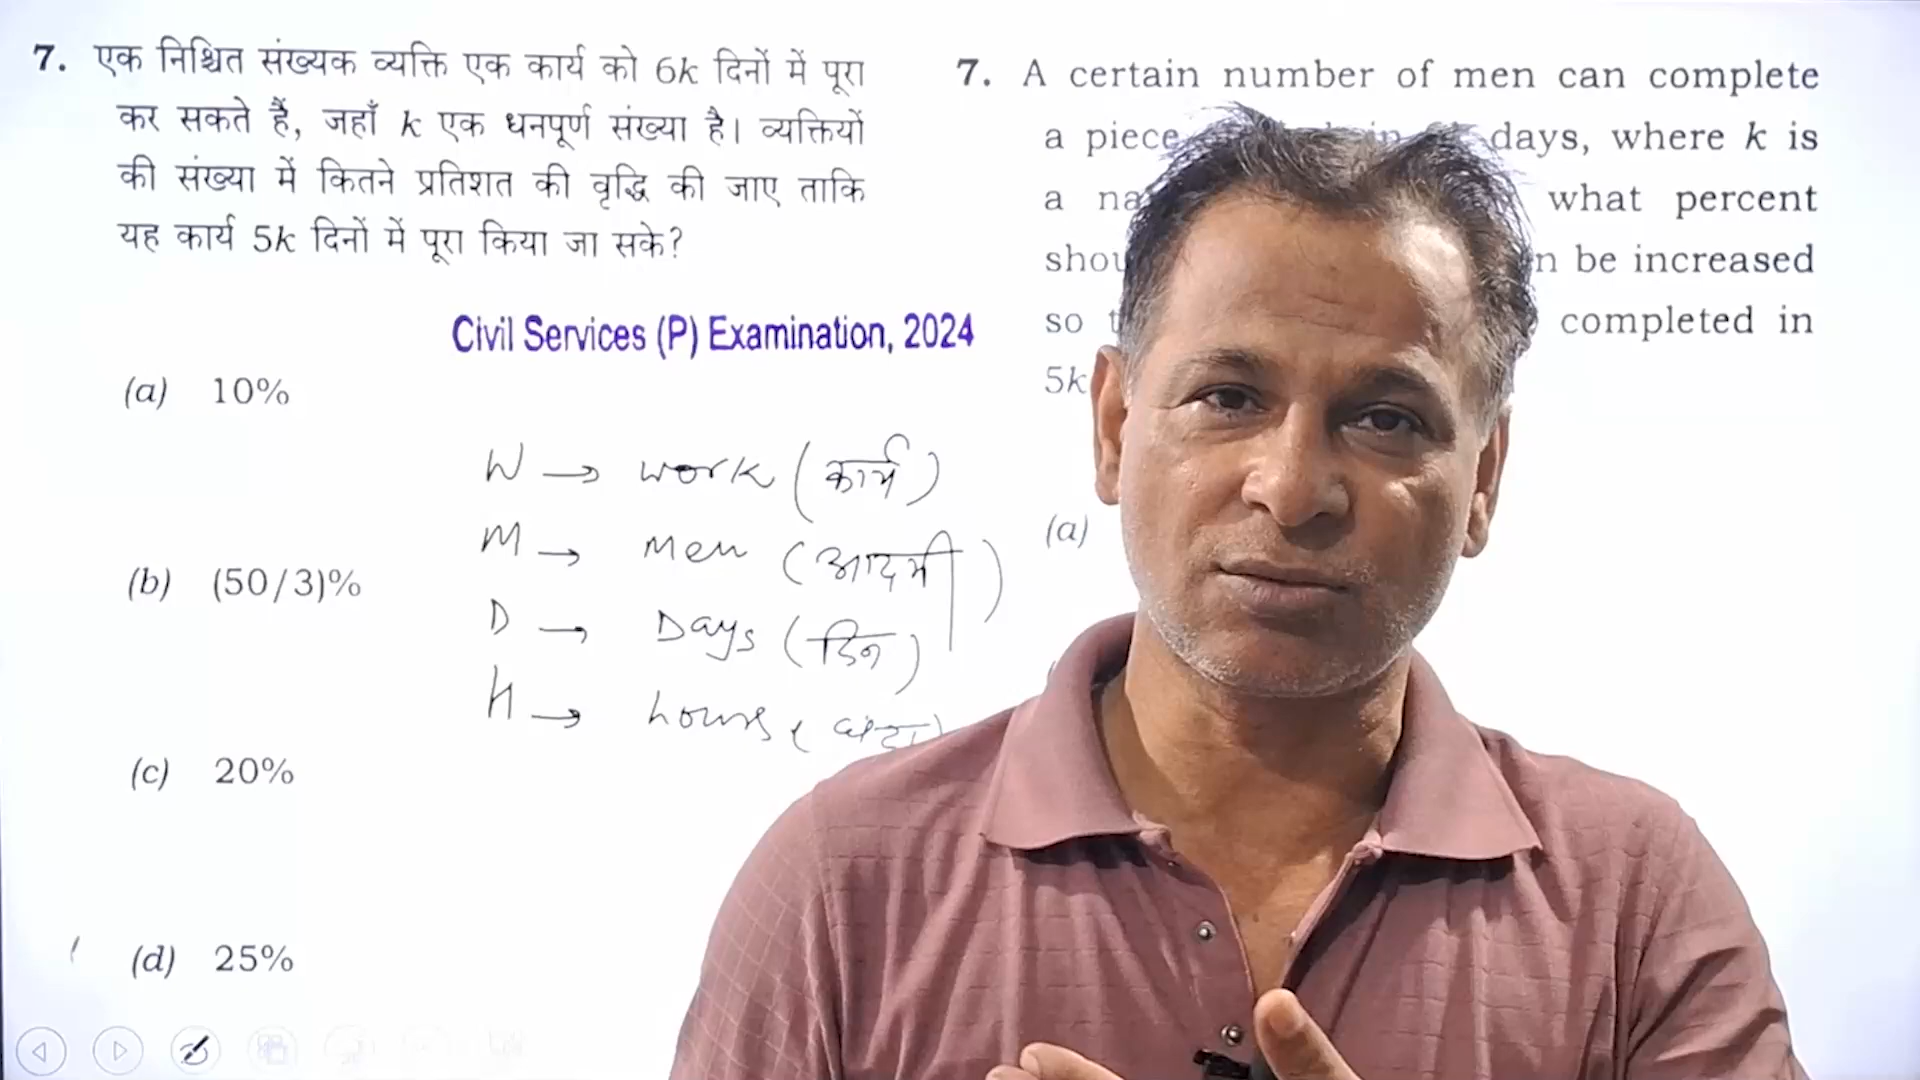 7. एक निश्चित संख्यक व्यक्ति एक कार्य को 6k दिनों में पूरा
कर सकते हैं, जहाँ k एक धनपूर्ण संख्या है। व्यक्तियों
की संख्या में कितने प्रतिशत की वृद्धि की जाए ताकि
यह कार्य 5k दिनों में पूरा किया जा सके?
Civil Services (P) Examination, 2024
(a) 10%
(b) (50/3)%
(c) 20%
(d) 25%
W → work (कार्य)
M → Men (आदमी)
D → Days (दिन)
H → hours (घंटा)
7. A certain number of men can complete
a piece in days, where k is
a what percent
be increased
so completed in
5k
(a)